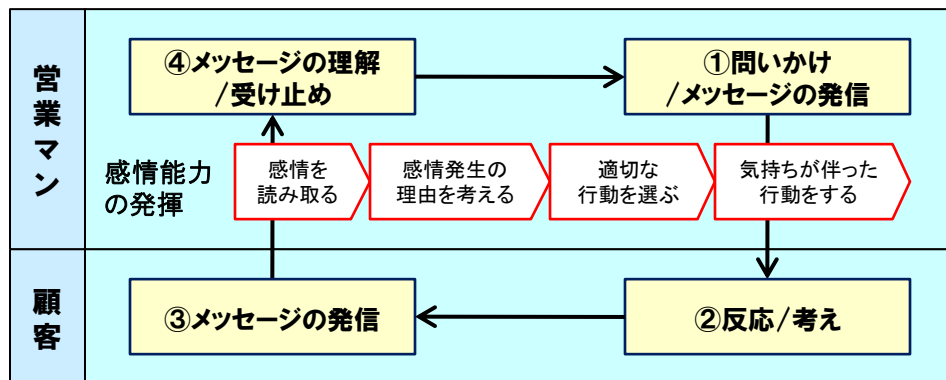 営業マン
④メッセージの理解
/受け止め
①問いかけ
/メッセージの発信
感情能力
の発揮
感情を
読み取る
感情発生の
理由を考える
適切な
行動を選ぶ
気持ちが伴った
行動をする
顧客
③メッセージの発信
②反応/考え